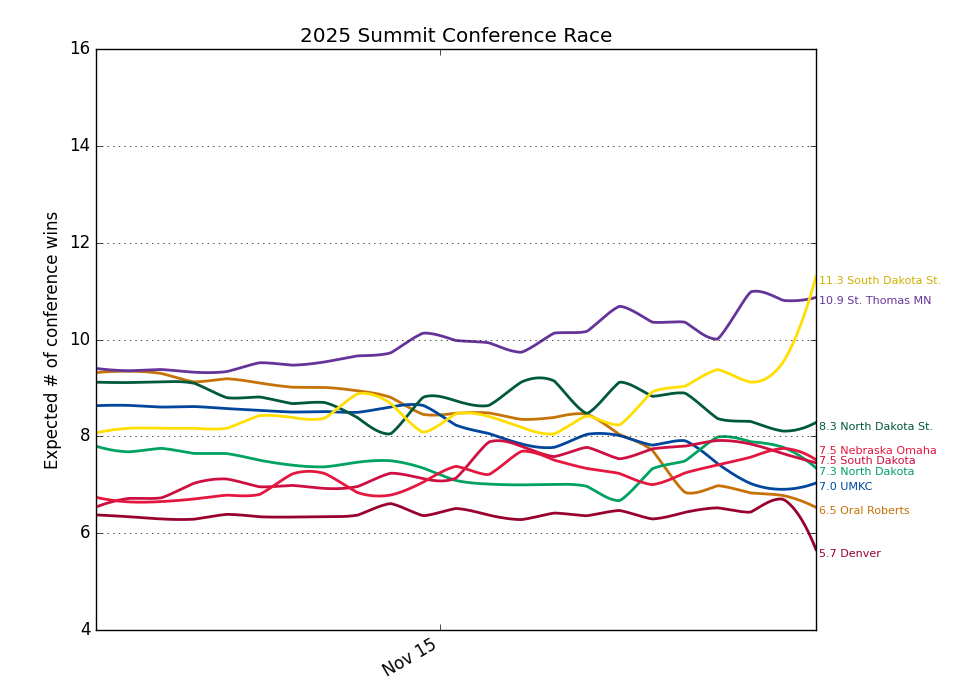 2025 Summit Conference Race
Expected # of conference wins
16
14
12
10
8
6
4
Nov 15
11.3 South Dakota St.
10.9 St. Thomas MN
8.3 North Dakota St.
7.5 Nebraska Omaha
7.5 South Dakota
7.3 North Dakota
7.0 UMKC
6.5 Oral Roberts
5.7 Denver